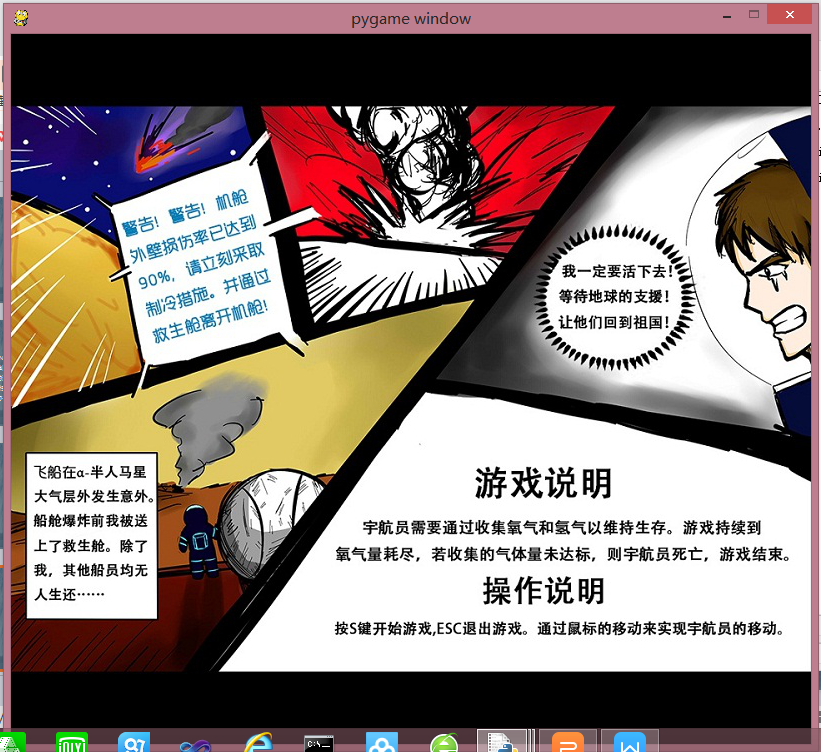 pygame window
警告！警告！机舱
外壁损伤率已达到
90%，请立刻采取
制冷措施。并通过
救生舱离开机舱!
我一定要活下去!
等待地球的支援!
让他们回到祖国!
飞船在α-半人马星
大气层外发生意外。
船舱爆炸前我被送
上了救生舱。除了
我，其他船员均无
人生还……
游戏说明
宇航员需要通过收集氧气和氢气以维持生存。游戏持续到
氧气量耗尽，若收集的气体量未达标，则宇航员死亡，游戏结束。
操作说明
按S键开始游戏,ESC退出游戏。通过鼠标的移动来实现宇航员的移动。